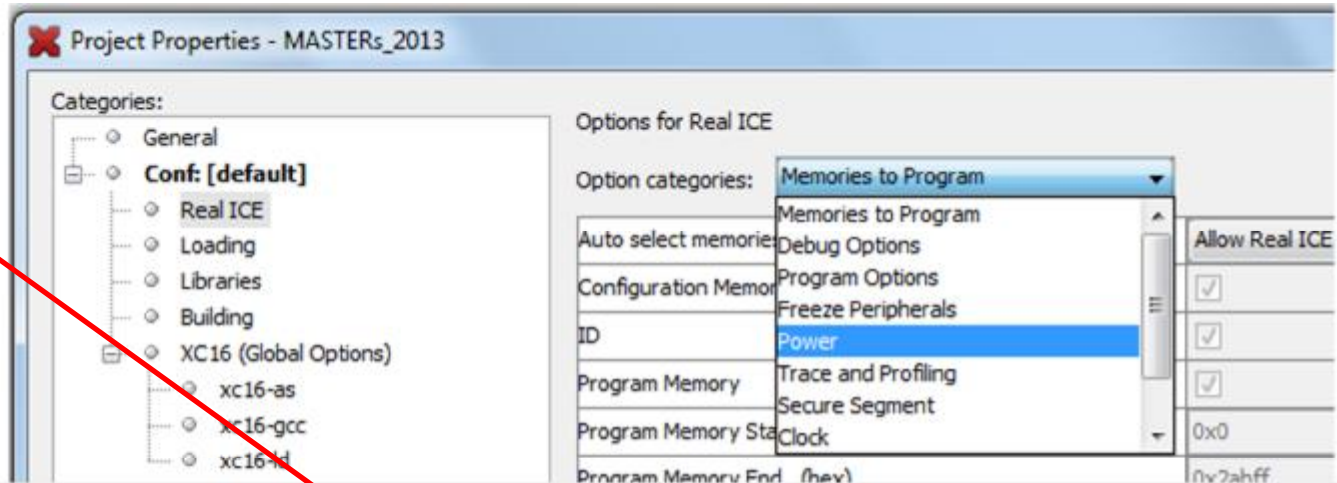 Project Properties - MASTERs_2013
Categories:
General
Conf: [default]
Real ICE
Loading
Libraries
Building
XC16 (Global Options)
xc16-as
xc16-gcc
xc16-ld
Options for Real ICE
Option categories: Memories to Program
Memories to Program
Debug Options
Program Options
Freeze Peripherals
Power
Trace and Profiling
Secure Segment
Clock
Auto select memories Allow Real ICE
Configuration Memor
ID
Program Memory
Program Memory Sta 0x0
Program Memory End (hex) 0x2abff